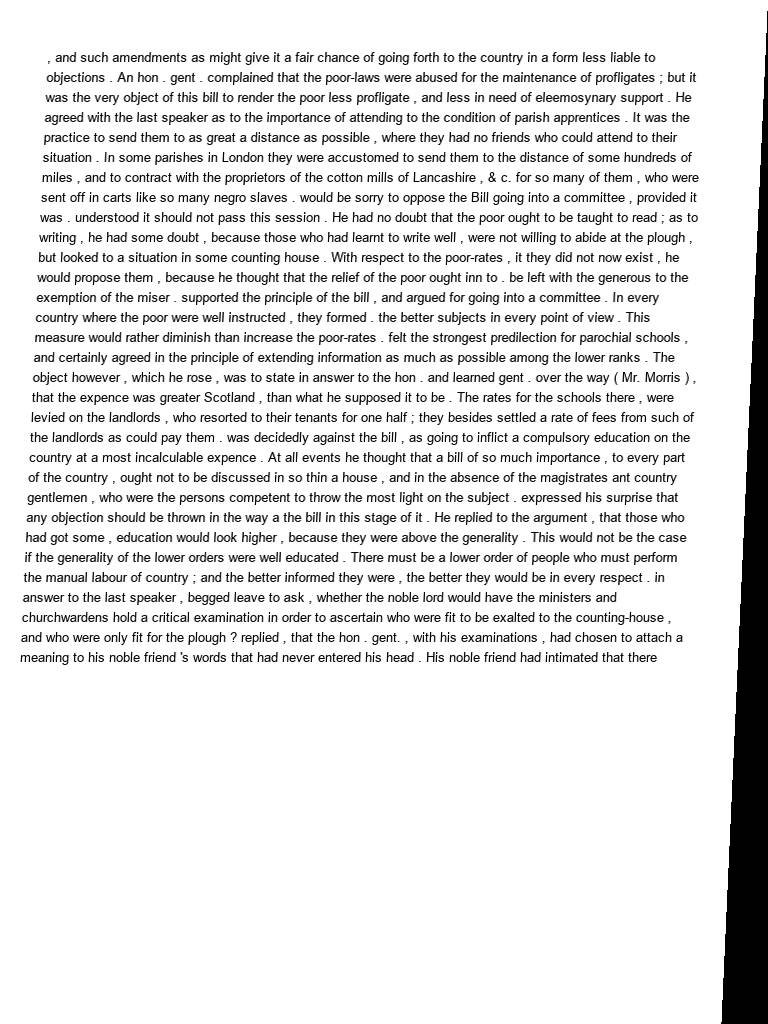 , and such amendments as might give it a fair chance of going forth to the country in a form less liable to
objections . An hon . gent . complained that the poor-laws were abused for the maintenance of profligates ; but it
was the very object of this bill to render the poor less profligate , and less in need of eleemosynary support . He
agreed with the last speaker as to the importance of attending to the condition of parish apprentices . It was the
practice to send them to as great a distance as possible , where they had no friends who could attend to their
situation . In some parishes in London they were accustomed to send them to the distance of some hundreds of
miles , and to contract with the proprietors of the cotton mills of Lancashire , & c. for so many of them , who were
sent off in carts like so many negro slaves . would be sorry to oppose the Bill going into a committee , provided it
was . understood it should not pass this session . He had no doubt that the poor ought to be taught to read ; as to
writing , he had some doubt , because those who had learnt to write well , were not willing to abide at the plough ,
but looked to a situation in some counting house . With respect to the poor-rates , it they did not now exist , he
would propose them , because he thought that the relief of the poor ought inn to . be left with the generous to the
exemption of the miser . supported the principle of the bill , and argued for going into a committee . In every
country where the poor were well instructed , they formed . the better subjects in every point of view . This
measure would rather diminish than increase the poor-rates . felt the strongest predilection for parochial schools ,
and certainly agreed in the principle of extending information as much as possible among the lower ranks . The
object however , which he rose , was to state in answer to the hon . and learned gent . over the way ( Mr. Morris ) ,
that the expence was greater Scotland , than what he supposed it to be . The rates for the schools there , were
levied on the landlords , who resorted to their tenants for one half ; they besides settled a rate of fees from such of
the landlords as could pay them . was decidedly against the bill , as going to inflict a compulsory education on the
country at a most incalculable expence . At all events he thought that a bill of so much importance , to every part
of the country , ought not to be discussed in so thin a house , and in the absence of the magistrates ant country
gentlemen , who were the persons competent to throw the most light on the subject . expressed his surprise that
any objection should be thrown in the way a the bill in this stage of it . He replied to the argument , that those who
had got some , education would look higher , because they were above the generality . This would not be the case
if the generality of the lower orders were well educated . There must be a lower order of people who must perform
the manual labour of country ; and the better informed they were , the better they would be in every respect . in
answer to the last speaker , begged leave to ask , whether the noble lord would have the ministers and
churchwardens hold a critical examination in order to ascertain who were fit to be exalted to the counting-house ,
and who were only fit for the plough ? replied , that the hon . gent. , with his examinations , had chosen to attach a
meaning to his noble friend 's words that had never entered his head . His noble friend had intimated that there